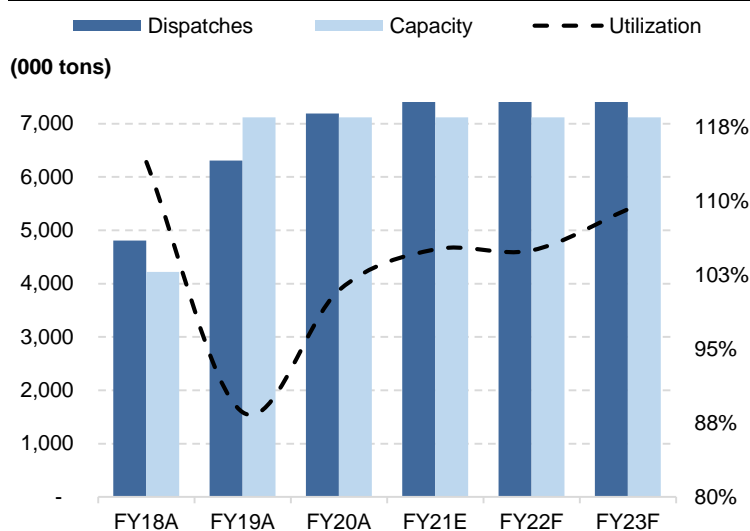 Dispatches Capacity Utilization
(000 tons)
7,000 118%
6,000 110%
5,000 103%
4,000 95%
3,000 88%
2,000 80%
1,000
-
FY18A FY19A FY20A FY21E FY22F FY23F